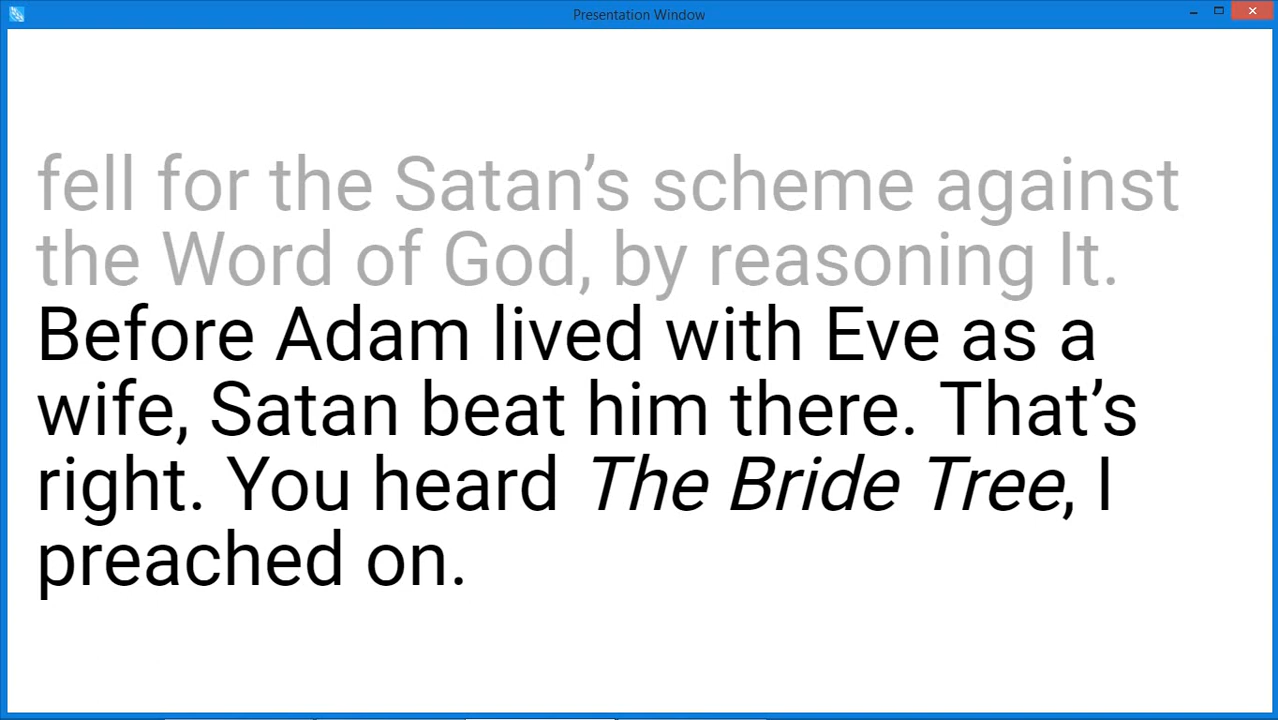 Presentation Window
fell for the Satan’s scheme against
the Word of God, by reasoning It.
Before Adam lived with Eve as a
wife, Satan beat him there. That’s
right. You heard The Bride Tree, I
preached on.